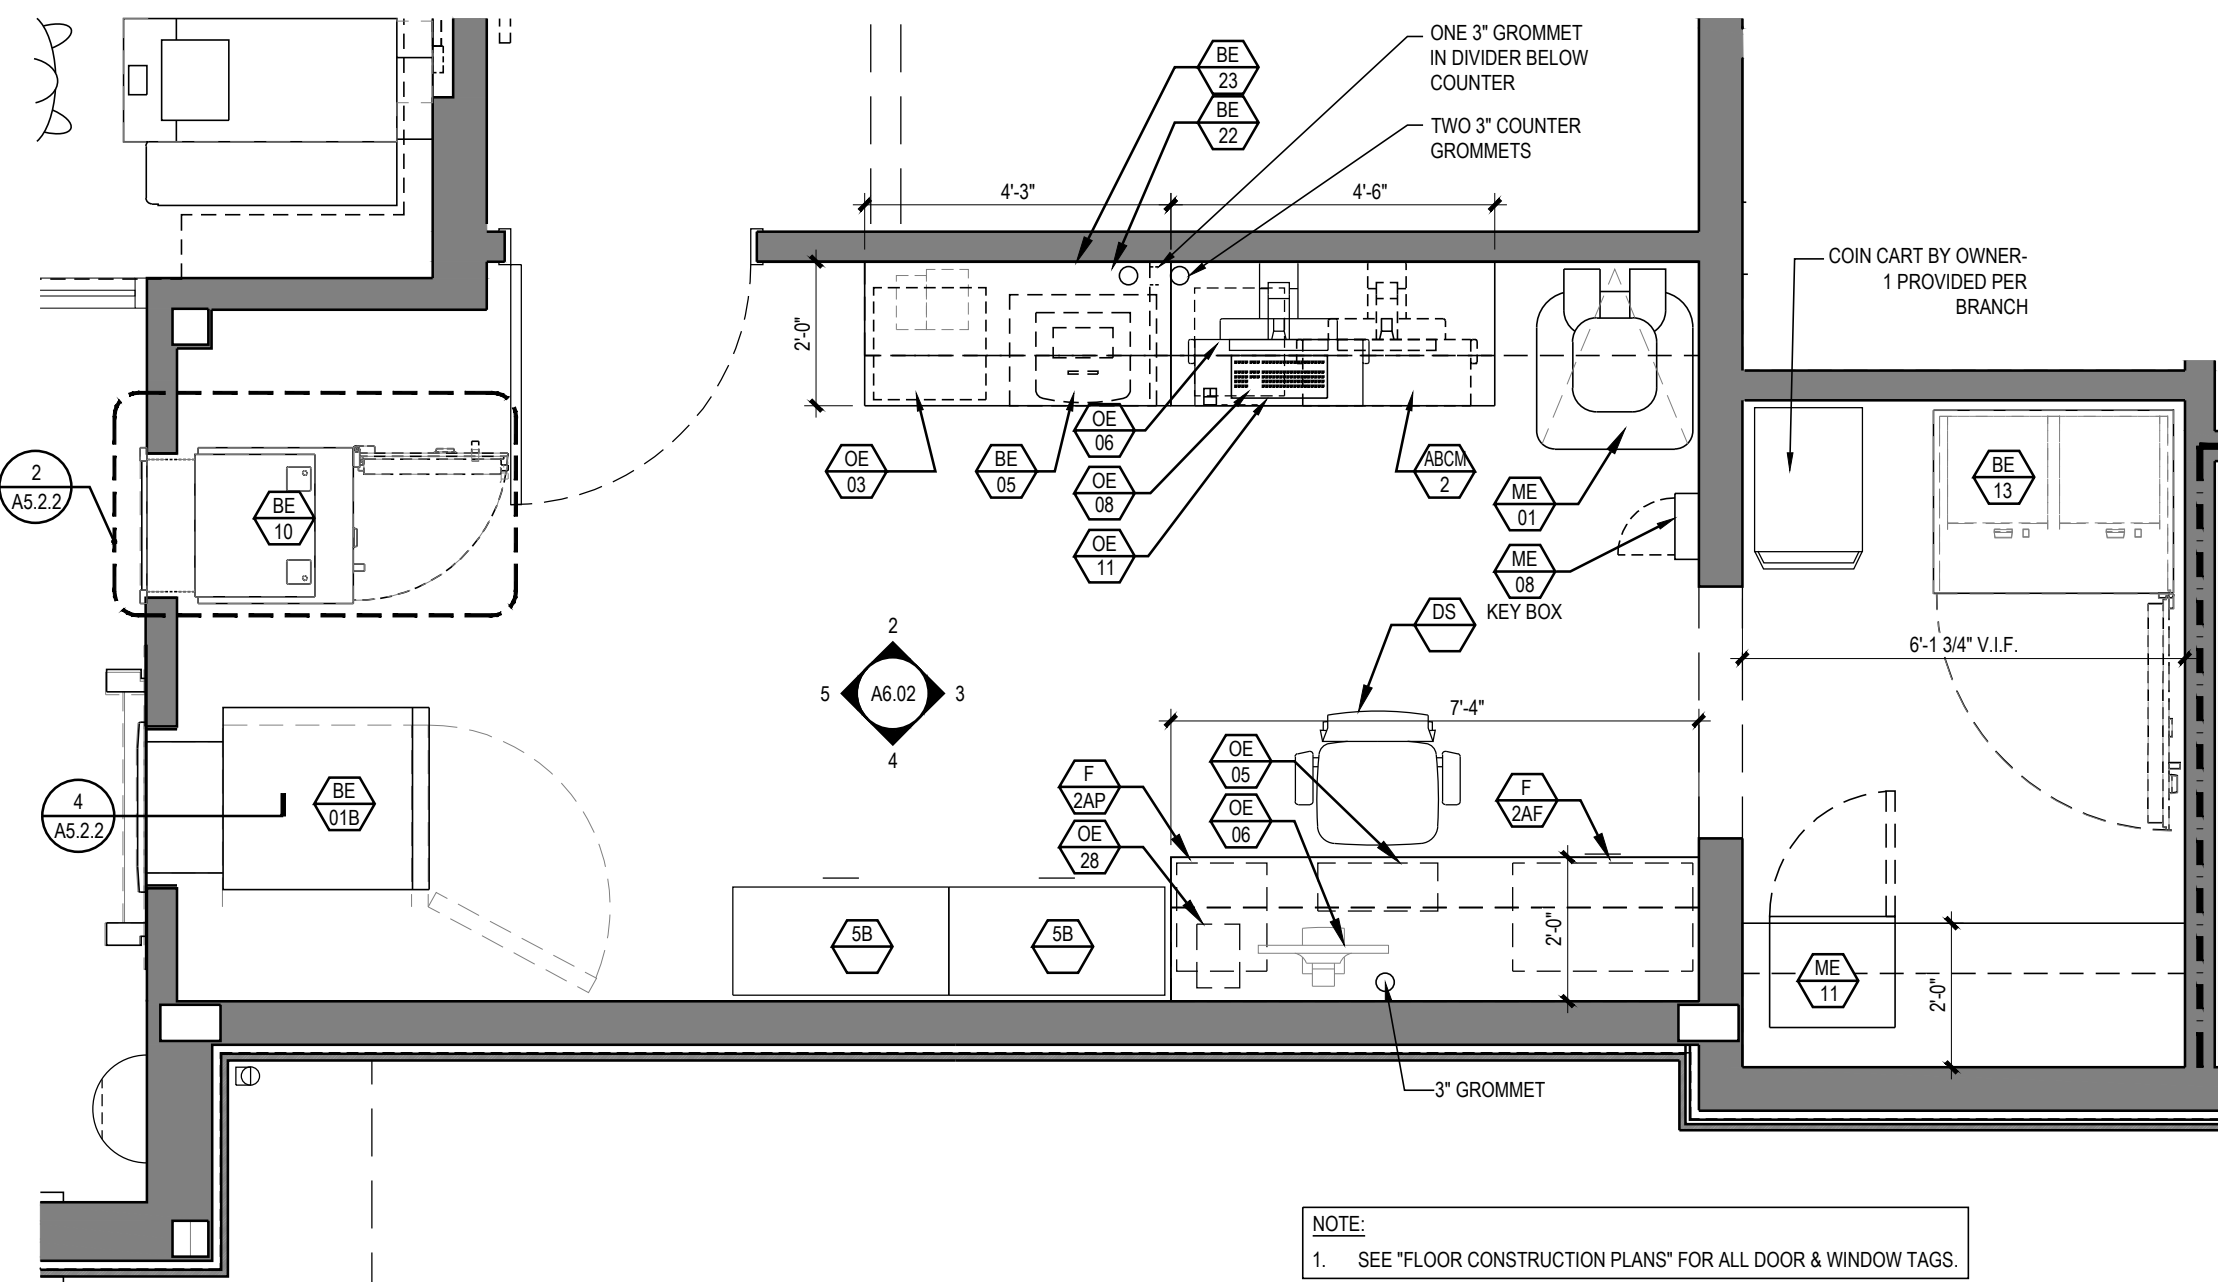 BE
23
BE
22
ONE 3" GROMMET
IN DIVIDER BELOW
COUNTER
TWO 3" COUNTER
GROMMETS
4'-3"
4'-6"
COIN CART BY OWNER-
1 PROVIDED PER
BRANCH
2'-0"
OE
06
OE
03
BE
05
OE
08
OE
11
ABCM
2
ME
01
ME
08
KEY BOX
BE
13
2
A5.2.2
BE
10
DS
6'-1 3/4" V.I.F.
2
5
A6.02
3
4
7'-4"
OE
05
OE
06
F
2AP
OE
28
F
2AF
4
A5.2.2
BE
01B
5B
5B
2'-0"
ME
11
2'-0"
3" GROMMET
NOTE:
1. SEE "FLOOR CONSTRUCTION PLANS" FOR ALL DOOR & WINDOW TAGS.